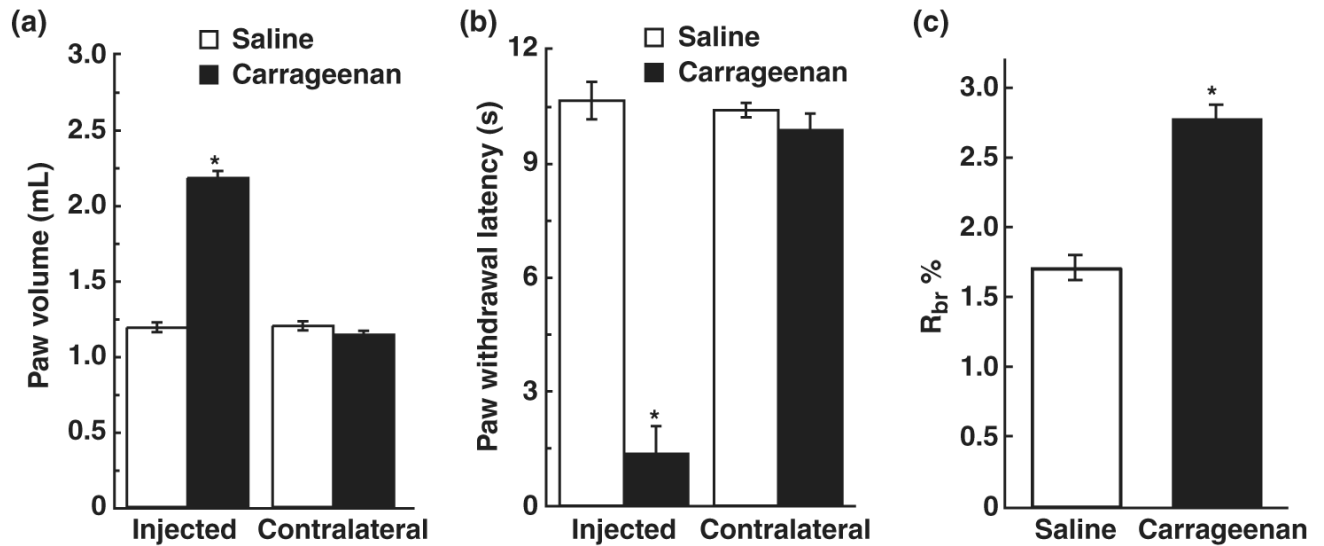 (a)
Saline
Carrageenan
Paw volume (mL)
3.0
2.5
2.0
1.5
1.0
0.5
0
*
Injected Contralateral
(b)
Saline
Carrageenan
Paw withdrawal latency (s)
12
9
6
3
0
*
Injected Contralateral
(c)
Rbr %
3.0
2.5
2.0
1.5
1.0
0.5
0
*
Saline Carrageenan